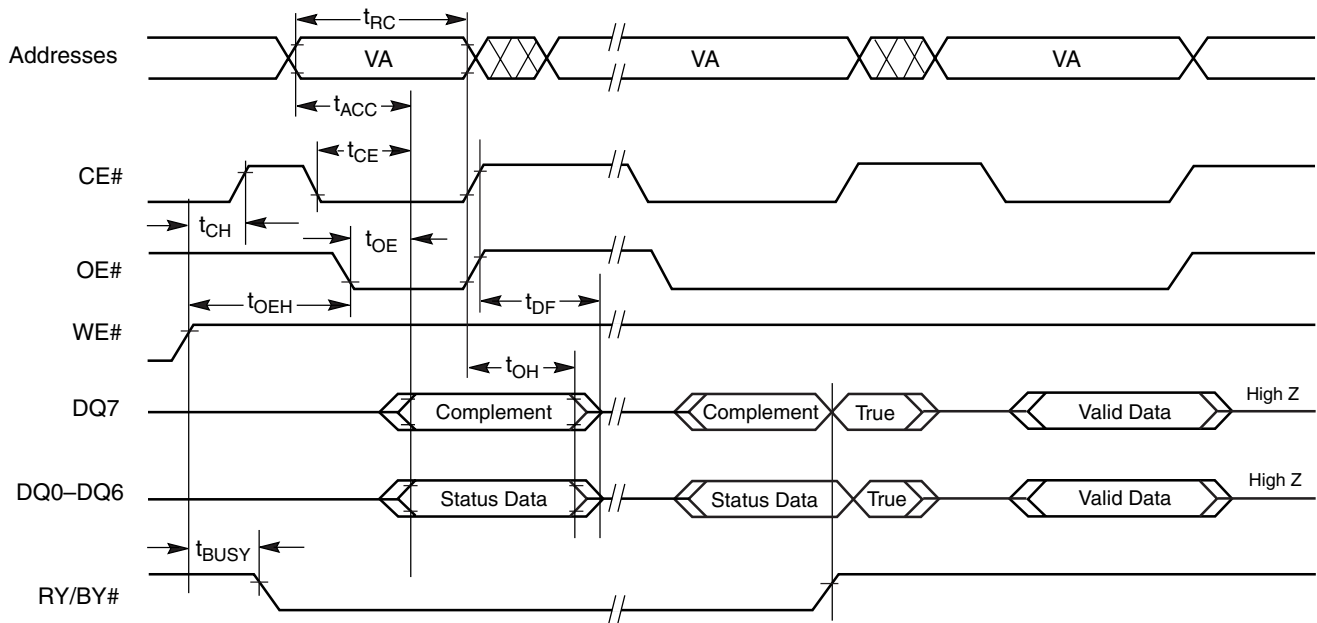 tRC
Addresses VA VA VA
tACC
tCE
CE#
tCH
tOE
OE#
tOEH
tDF
WE#
tOH
DQ7 Complement Complement True Valid Data High Z
DQ0–DQ6 Status Data Status Data True Valid Data High Z
tBUSY
RY/BY#